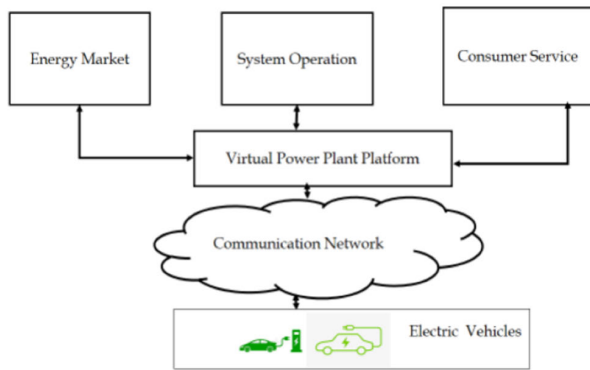 Energy Market
System Operation
Consumer Service
Virtual Power Plant Platform
Communication Network
Electric Vehicles